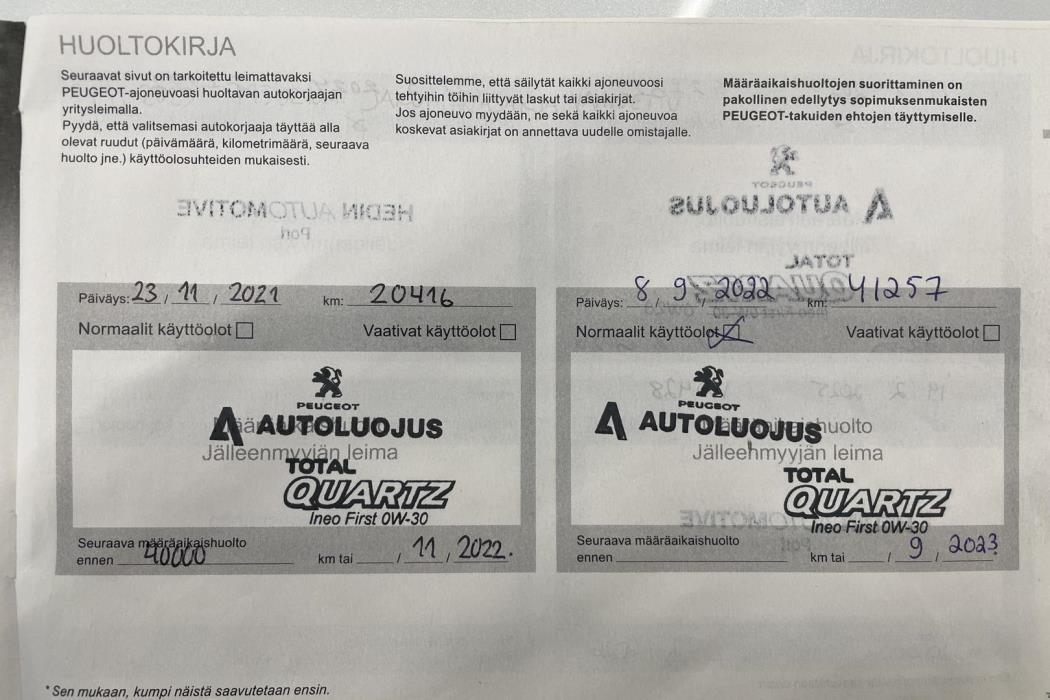 HUOLTOKIRJA
Seuraavat sivut on tarkoitettu leimattavaksi
PEUGEOT-ajoneuvoasi huoltavan autokorjaajan
yritysleimalla.
Pyydä, että valitsemasi autokorjaaja täyttää alla
olevat ruudut (päivämäärä, kilometrimäärä, seuraava
huolto jne.) käyttöolosuhteiden mukaisesti.
Suosittelemme, että säilytät kaikki ajoneuvoosi
tehtyihin töihin liittyvät laskut tai asiakirjat.
Jos ajoneuvo myydään, ne sekä kaikki ajoneuvoa
koskevat asiakirjat on annettava uudelle omistajalle.
Määräaikaishuoltojen suorittaminen on
pakollinen edellytys sopimuksenmukaisten
PEUGEOT-takuiden ehtojen täyttymiselle.
Päiväys: 23 / 11 / 2021 km: 20416
Normaalit käyttöolot Vaativat käyttöolot
PEUGEOT
AUTOLUOJUS
Jälleenmyyjän leima
TOTAL
QUARTZ
Ineo First 0W-30
Seuraava määräaikaishuolto
ennen 40000 km tai / 11 / 2022.
Päiväys: 8 / 9 / 2022 km: 41257
Normaalit käyttöolot Vaativat käyttöolot
PEUGEOT
AUTOLUOJUS
Määräaikaishuolto
Jälleenmyyjän leima
TOTAL
QUARTZ
Ineo First 0W-30
Seuraava määräaikaishuolto
ennen km tai / 9 / 2023
* Sen mukaan, kumpi näistä saavutetaan ensin.